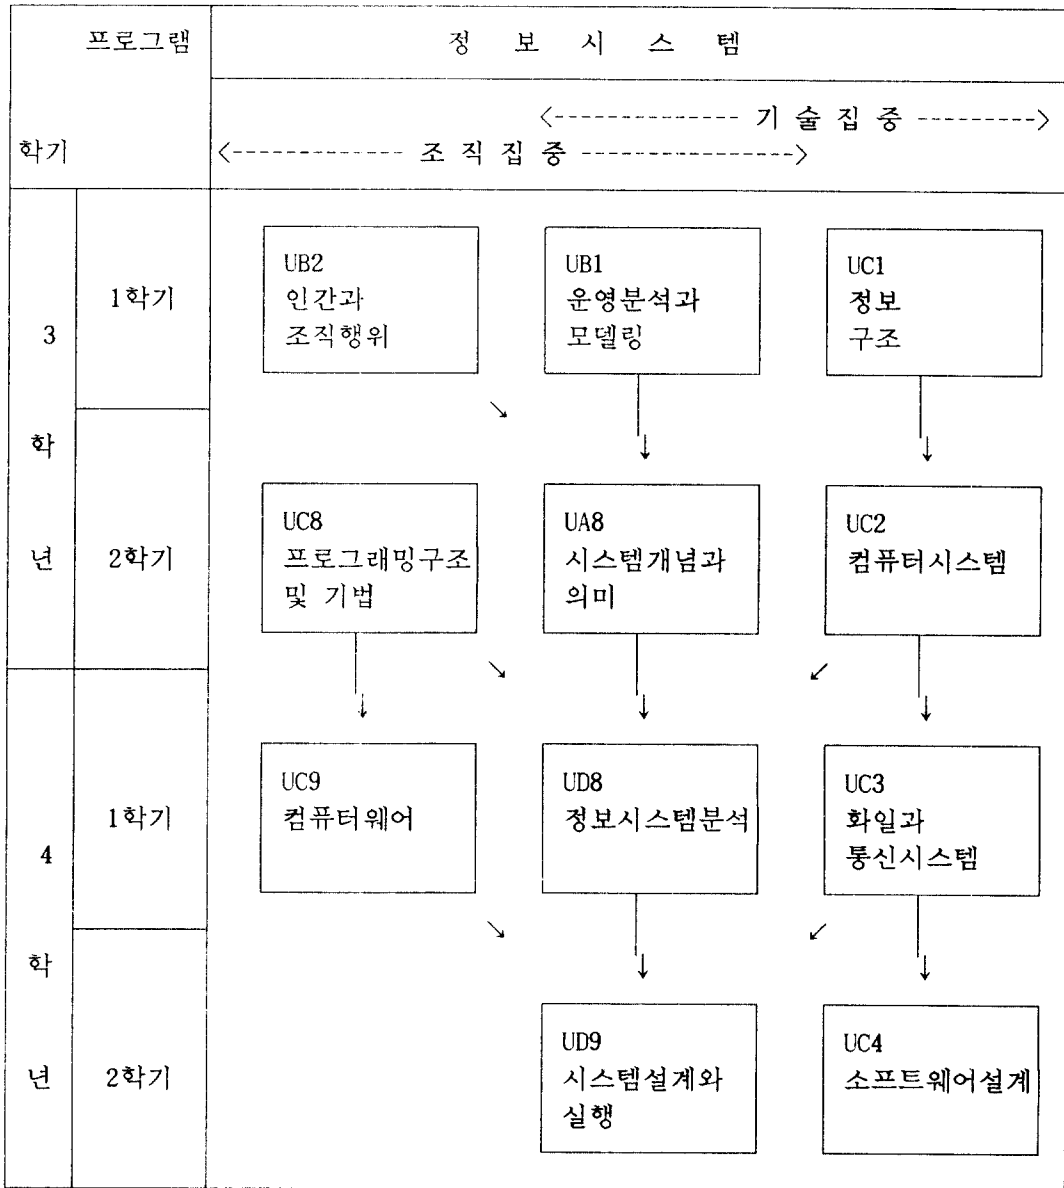 프로그램
정 보 시 스 템
<------------- 기 술 집 중 --------->
학기
<------------- 조 직 집 중 --------------->
3
학
년
1학기
UB2
인간과
조직행위
UB1
운영분석과
모델링
UC1
정보
구조
2학기
UC8
프로그래밍구조
및 기법
UA8
시스템개념과
의미
UC2
컴퓨터시스템
4
학
년
1학기
UC9
컴퓨터웨어
UD8
정보시스템분석
UC3
화일과
통신시스템
2학기
UD9
시스템설계와
실행
UC4
소프트웨어설계